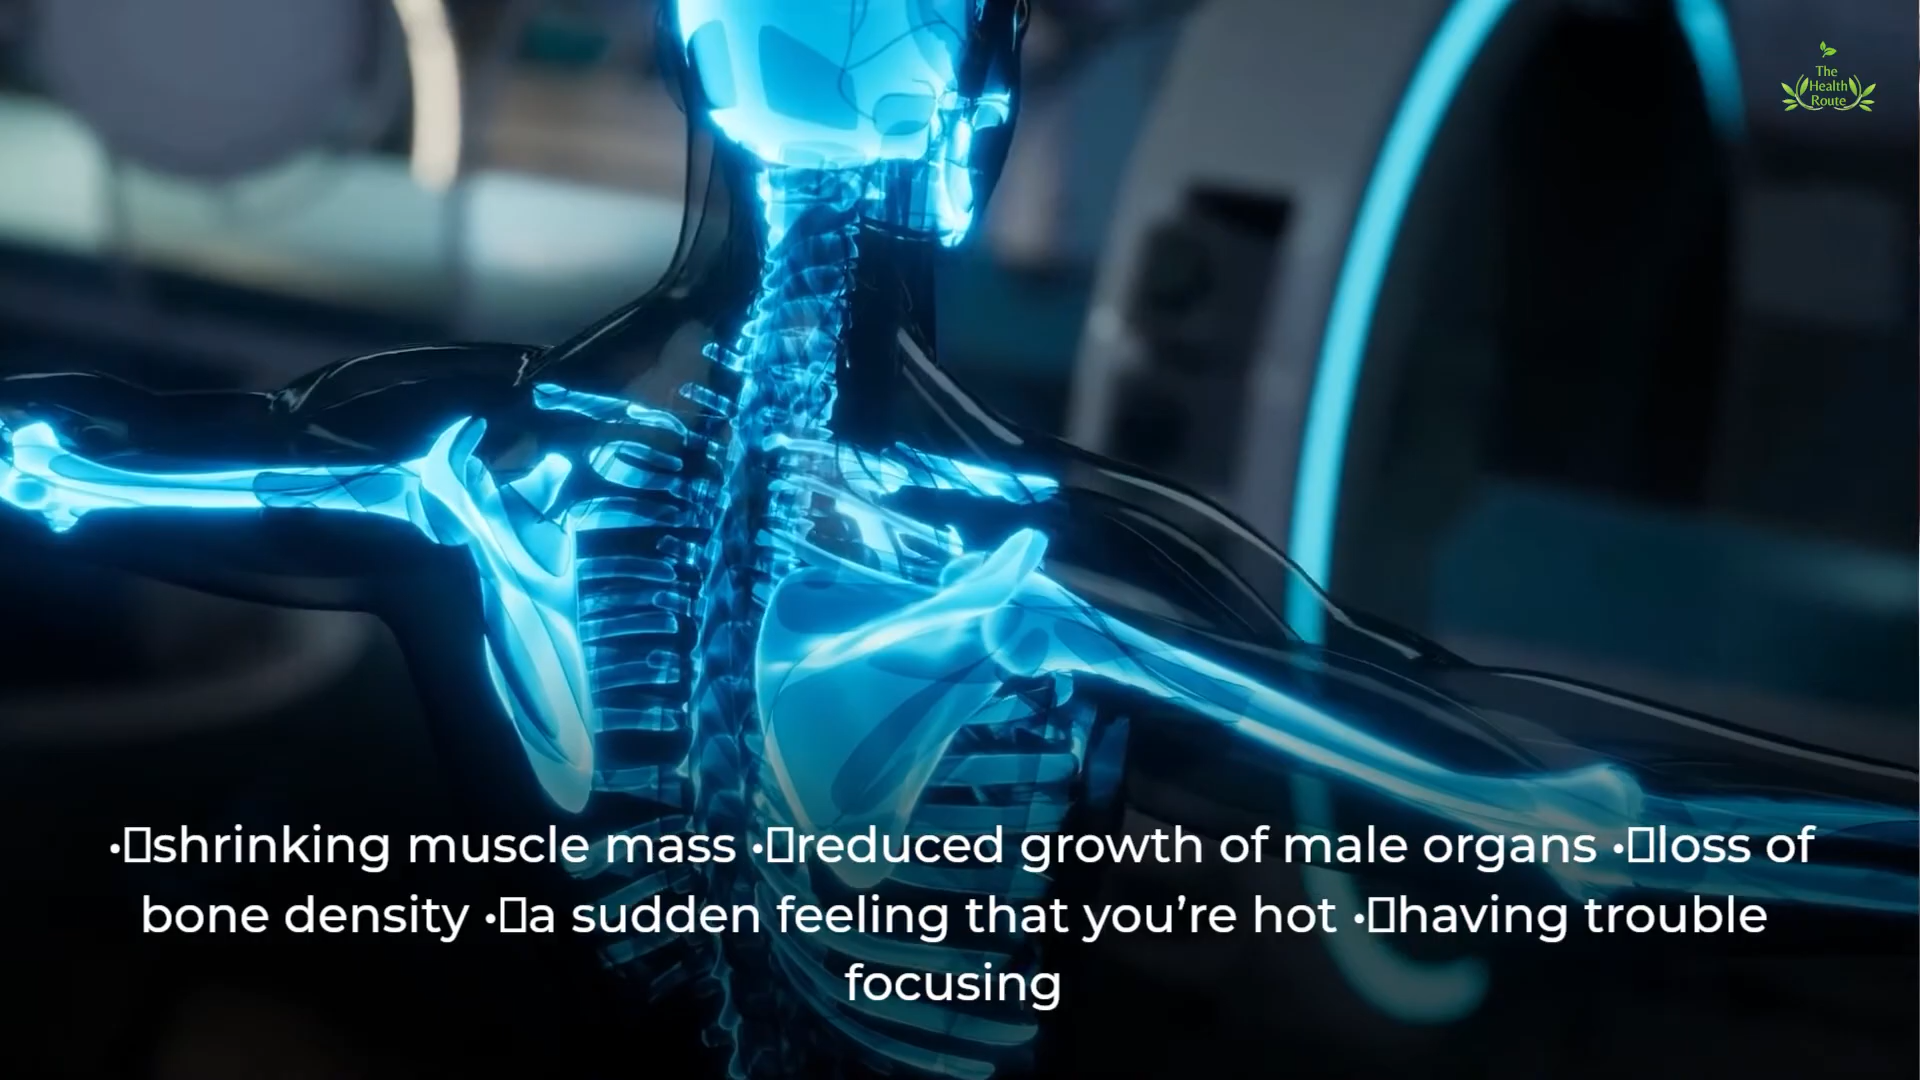 The
Health
Route
•▯shrinking muscle mass •▯reduced growth of male organs •▯loss of
bone density •▯a sudden feeling that you’re hot •▯having trouble
focusing